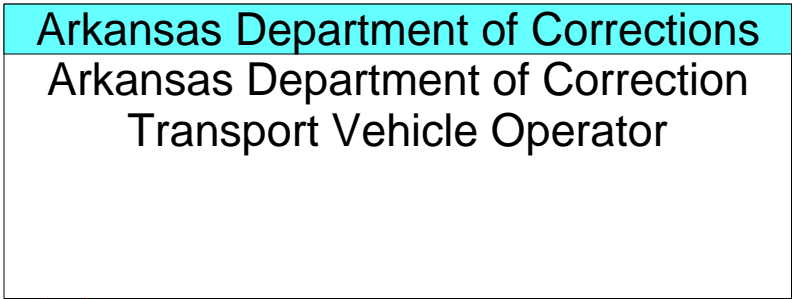 Arkansas Department of Corrections
Arkansas Department of Correction
Transport Vehicle Operator